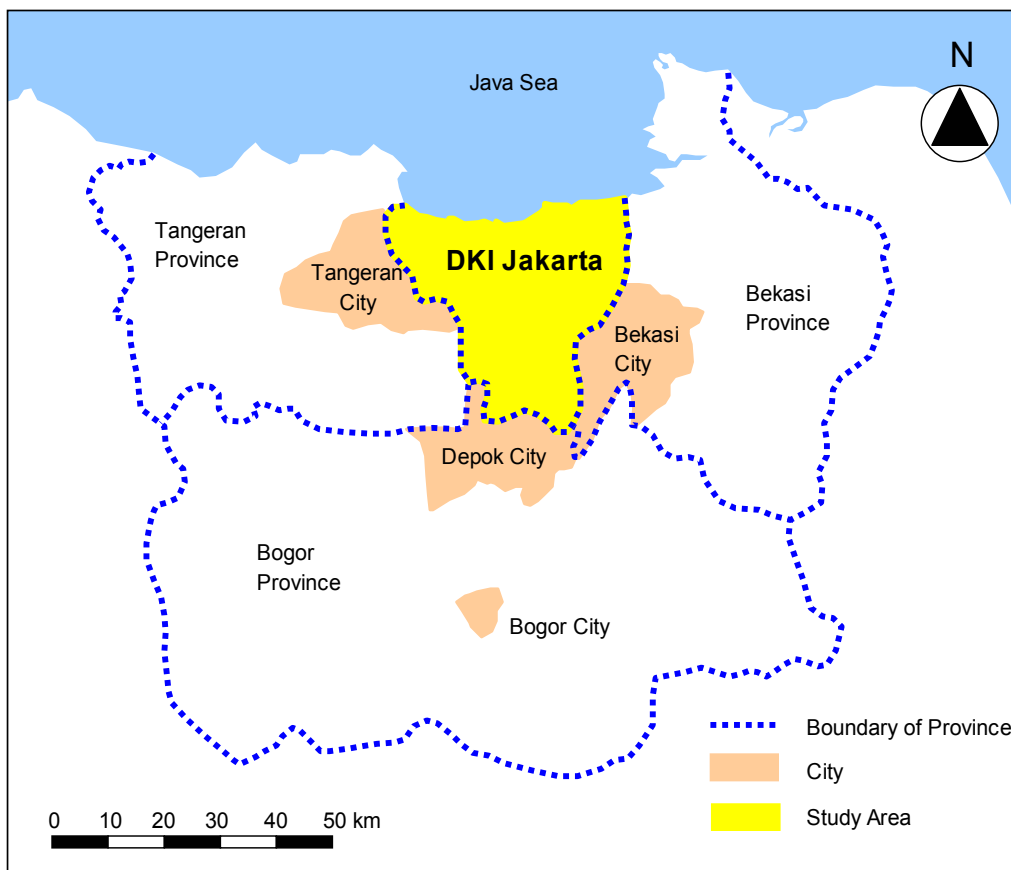 Java Sea
N
Tangeran
Province
Tangeran
City
DKI Jakarta
Bekasi
Province
Bekasi
City
Depok City
Bogor
Province
Bogor City
Boundary of Province
City
Study Area
0 10 20 30 40 50 km